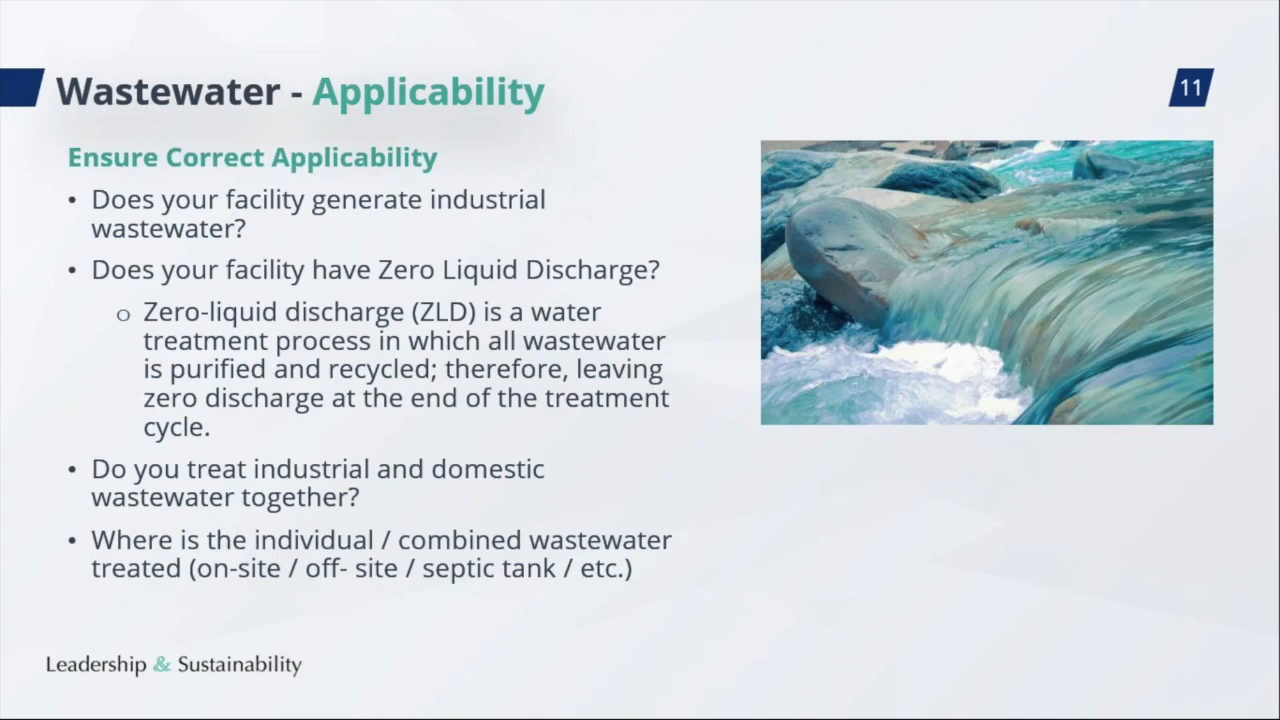 Wastewater - Applicability
11
Ensure Correct Applicability
• Does your facility generate industrial
wastewater?
• Does your facility have Zero Liquid Discharge?
o Zero-liquid discharge (ZLD) is a water
treatment process in which all wastewater
is purified and recycled; therefore, leaving
zero discharge at the end of the treatment
cycle.
• Do you treat industrial and domestic
wastewater together?
• Where is the individual / combined wastewater
treated (on-site / off- site / septic tank / etc.)
Leadership & Sustainability